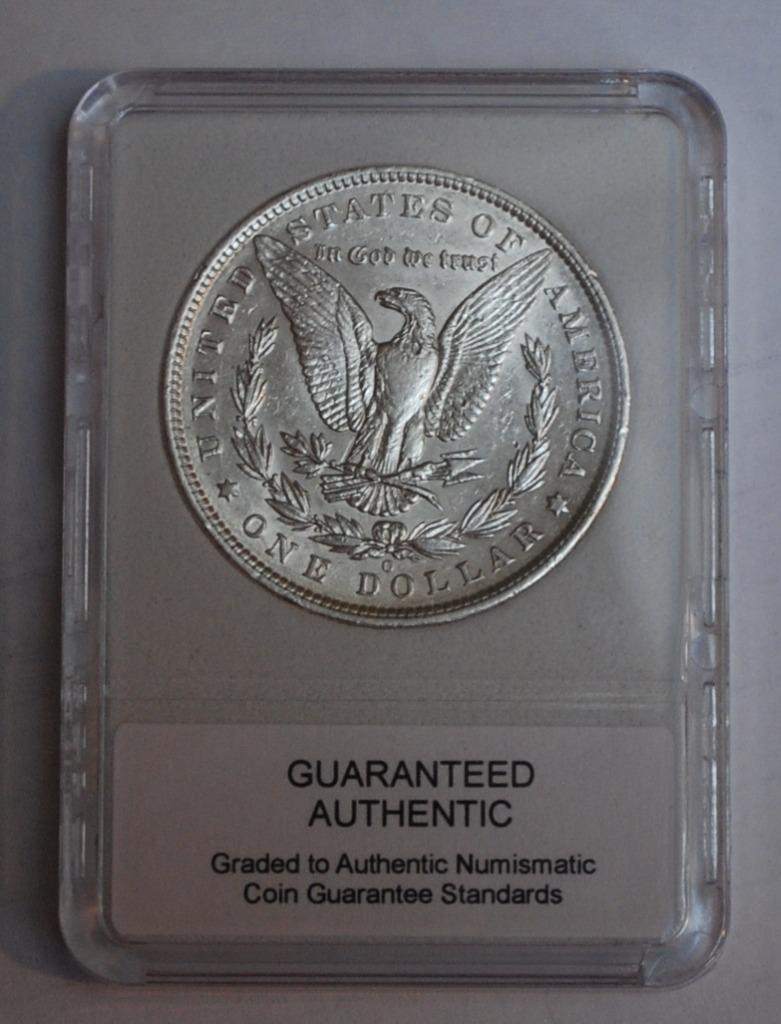 UNITED STATES OF AMERICA
In God we trust
O
ONE DOLLAR
GUARANTEED
AUTHENTIC
Graded to Authentic Numismatic
Coin Guarantee Standards